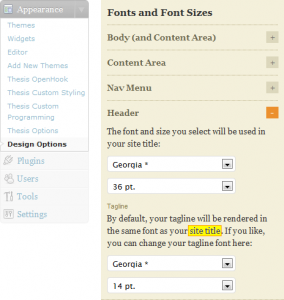 Appearance
Themes
Widgets
Editor
Add New Themes
Thesis OpenHook
Thesis Custom Styling
Thesis Custom
Programming
Thesis Options
Design Options
Plugins
Users
Tools
Settings
Fonts and Font Sizes
Body (and Content Area) +
Content Area +
Nav Menu +
Header -
The font and size you select will be used in
your site title:
Georgia *
36 pt.
Tagline
By default, your tagline will be rendered in
the same font as your site title. If you like,
you can change your tagline font here:
Georgia *
14 pt.